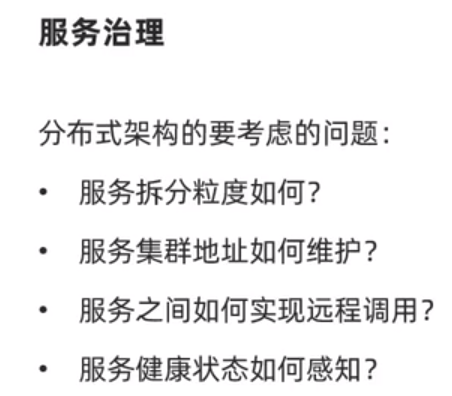 服务治理
分布式架构的要考虑的问题：
• 服务拆分粒度如何？
• 服务集群地址如何维护？
• 服务之间如何实现远程调用？
• 服务健康状态如何感知？